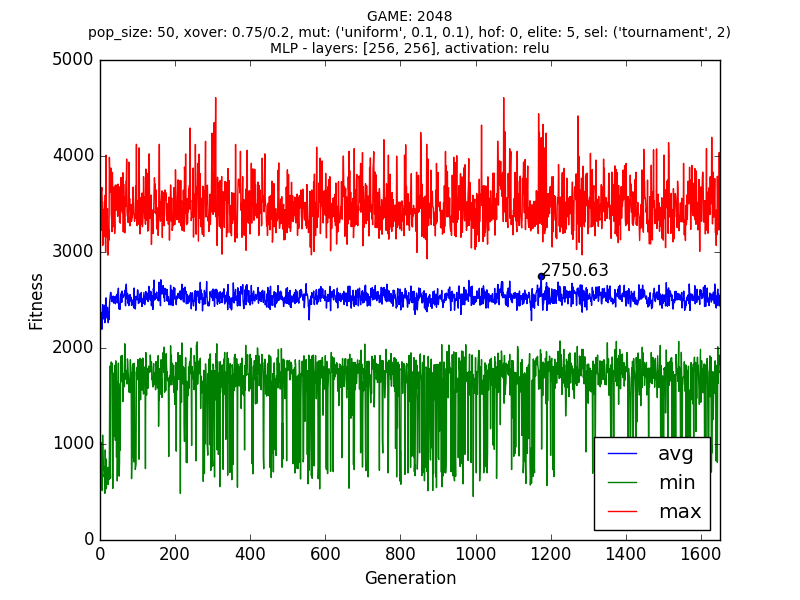 GAME: 2048
pop_size: 50, xover: 0.75/0.2, mut: ('uniform', 0.1, 0.1), hof: 0, elite: 5, sel: ('tournament', 2)
MLP - layers: [256, 256], activation: relu
5000
4000
3000
2000
1000
0
Fitness
2750.63
avg
min
max
0 200 400 600 800 1000 1200 1400 1600
Generation